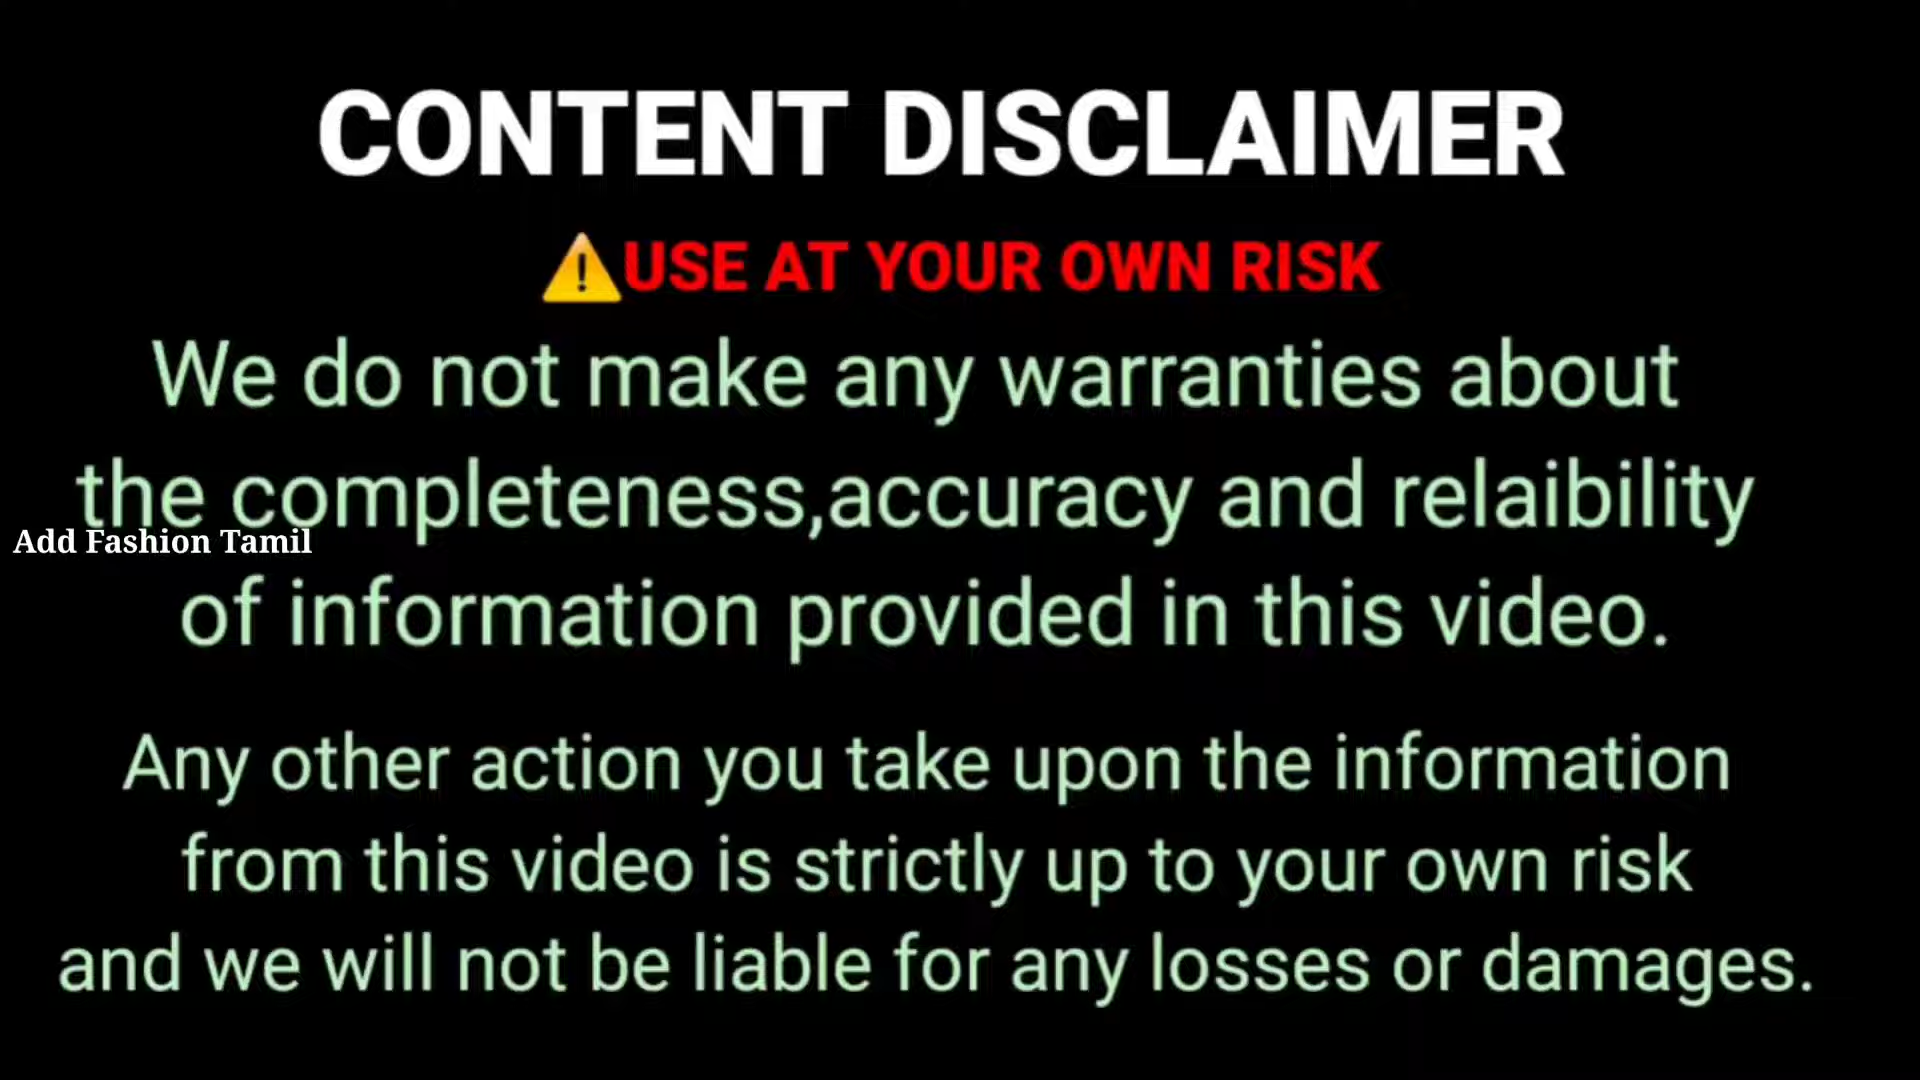 CONTENT DISCLAIMER
⚠️USE AT YOUR OWN RISK
We do not make any warranties about
the completeness,accuracy and relaibility
Add Fashion Tamil
of information provided in this video.
Any other action you take upon the information
from this video is strictly up to your own risk
and we will not be liable for any losses or damages.